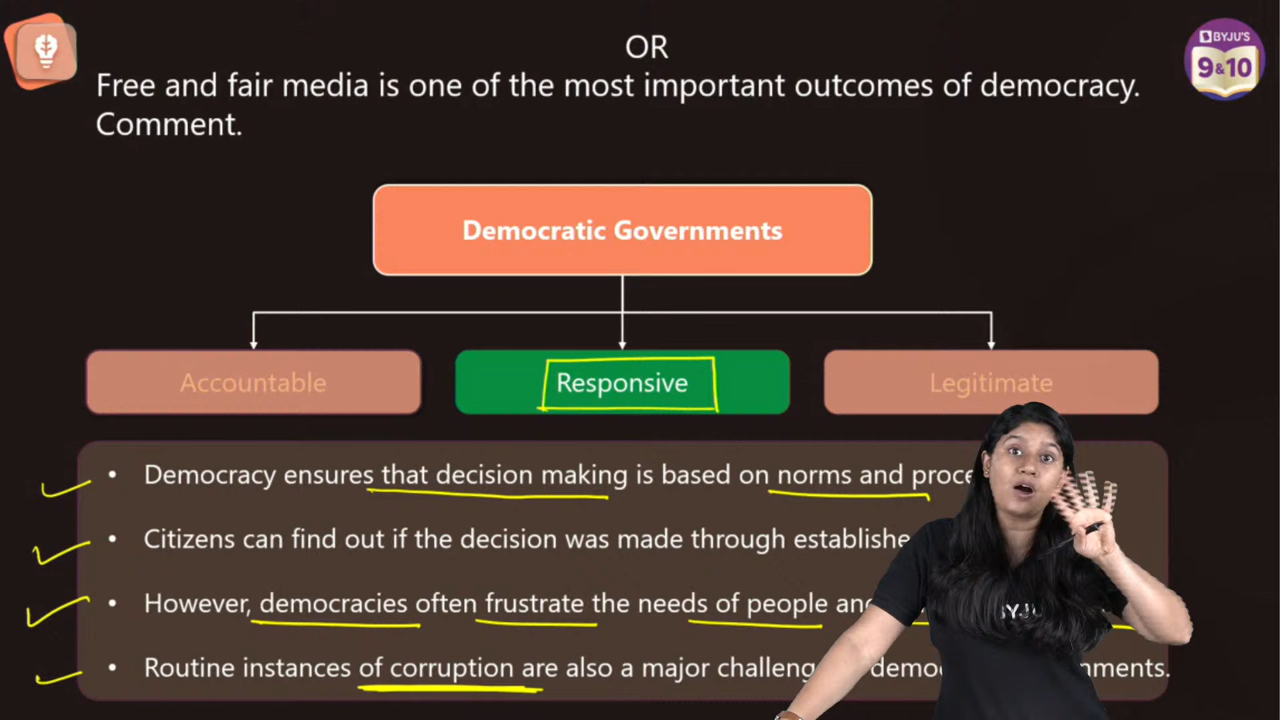 OR
BYJU'S
9 & 10
Free and fair media is one of the most important outcomes of democracy.
Comment.
Democratic Governments
Accountable
Responsive
Legitimate
• Democracy ensures that decision making is based on norms and
• Citizens can find out if the decision was made through
• However, democracies often frustrate the needs of people
• Routine instances of corruption are also a major